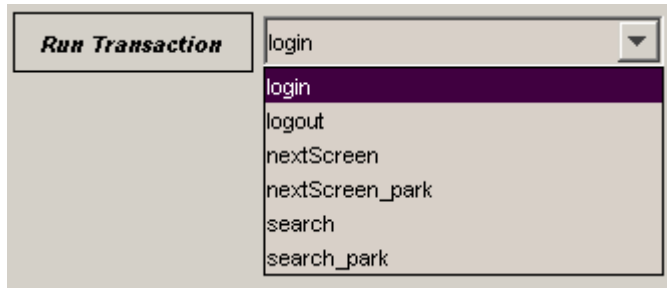 Run Transaction
login
login
logout
nextScreen
nextScreen_park
search
search_park